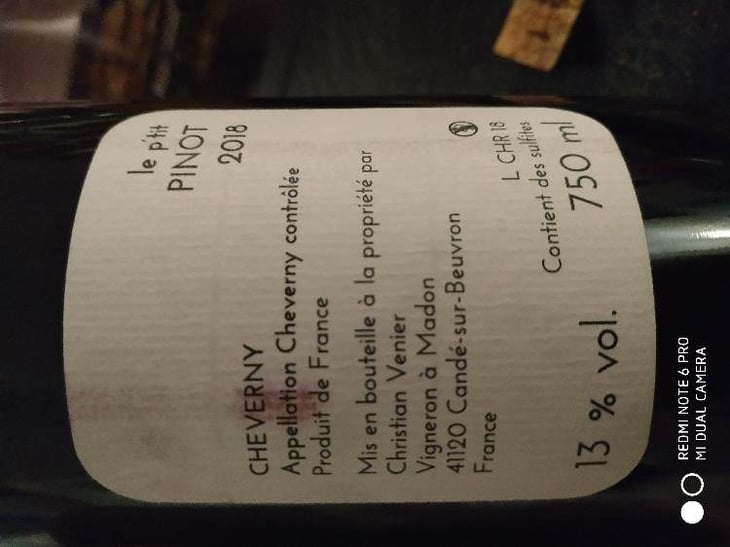 le p'tit
PINOT
2018
CHEVERNY
Appellation Cheverny contrôlée
Produit de France
Mis en bouteille à la propriété par
Christian Venier
Vigneron à Madon
41120 Candé-sur-Beuvron
France
L CHR 18
Contient des sulfites
13 % vol.
750 ml
REDMI NOTE 6 PRO
MI DUAL CAMERA